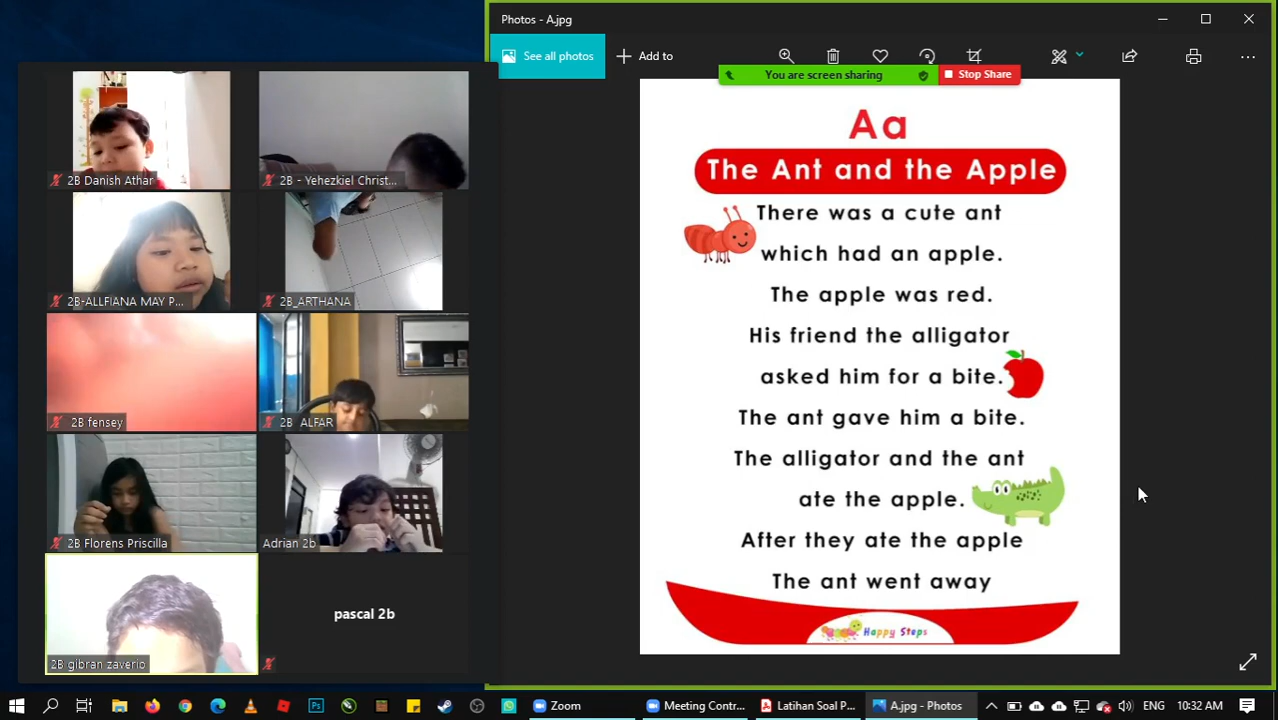 Photos - A.jpg
See all photos
Add to
You are screen sharing
Stop Share
2B Danish Athar
2B - Yehezkiel Christ...
2B-ALLFIANA MAY P...
2B_ARTHANA
2B fensey
2B_ALFAR
2B Florens Priscilla
Adrian 2b
2B gibran zaverio
pascal 2b
Aa
The Ant and the Apple
There was a cute ant
which had an apple.
The apple was red.
His friend the alligator
asked him for a bite.
The ant gave him a bite.
The alligator and the ant
ate the apple.
After they ate the apple
The ant went away
Happy Steps
Zoom
Meeting Contr...
Latihan Soal P...
A.jpg - Photos
ENG
10:32 AM